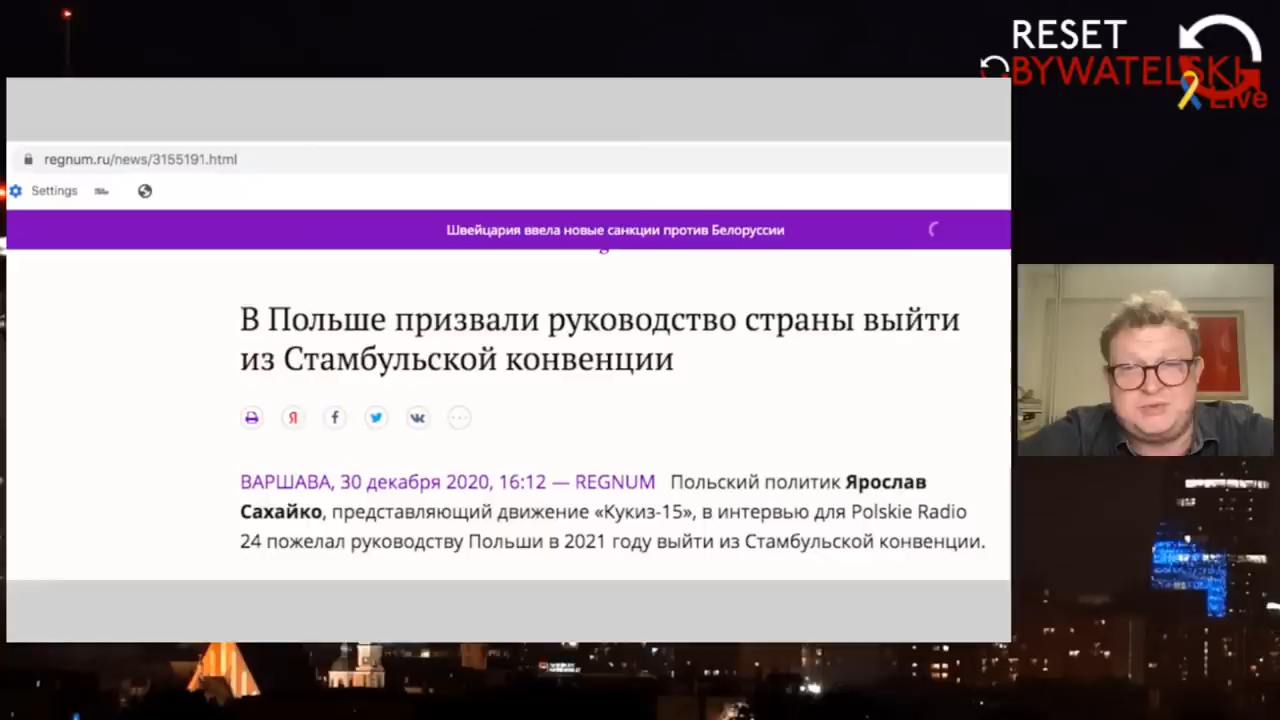 RESET
OBYWATELSKI
Live
regnum.ru/news/3155191.html
Settings
Швейцария ввела новые санкции против Белоруссии
В Польше призвали руководство страны выйти
из Стамбульской конвенции
ВАРШАВА, 30 декабря 2020, 16:12 — REGNUM Польский политик Ярослав
Сахайко, представляющий движение «Кукиз-15», в интервью для Polskie Radio
24 пожелал руководству Польши в 2021 году выйти из Стамбульской конвенции.